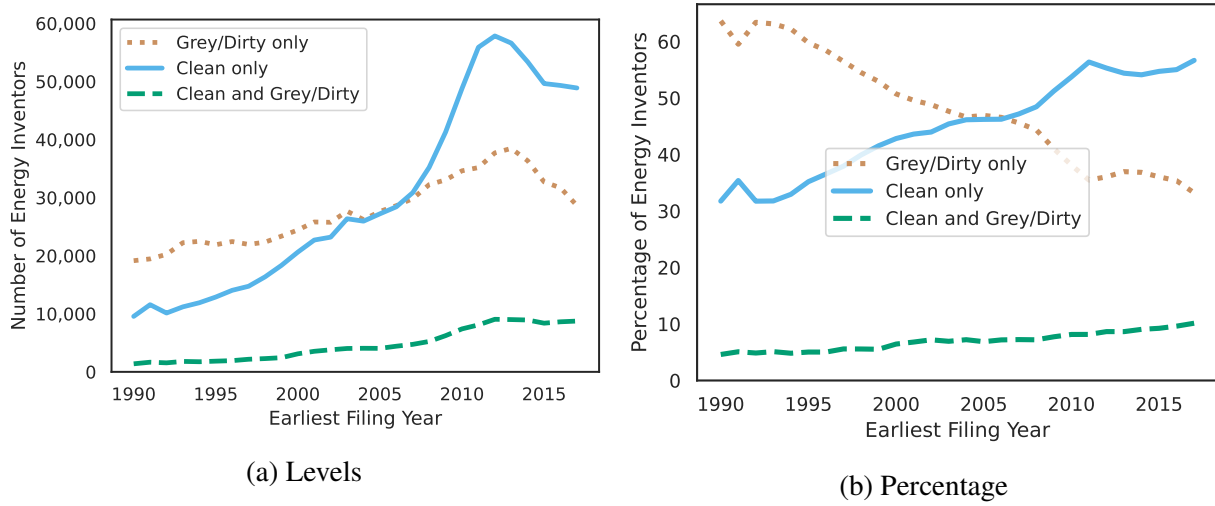 60,000
50,000
40,000
30,000
20,000
10,000
0
Number of Energy Inventors
Grey/Dirty only
Clean only
Clean and Grey/Dirty
1990 1995 2000 2005 2010 2015
Earliest Filing Year
(a) Levels
60
50
40
30
20
10
0
Percentage of Energy Inventors
Grey/Dirty only
Clean only
Clean and Grey/Dirty
1990 1995 2000 2005 2010 2015
Earliest Filing Year
(b) Percentage